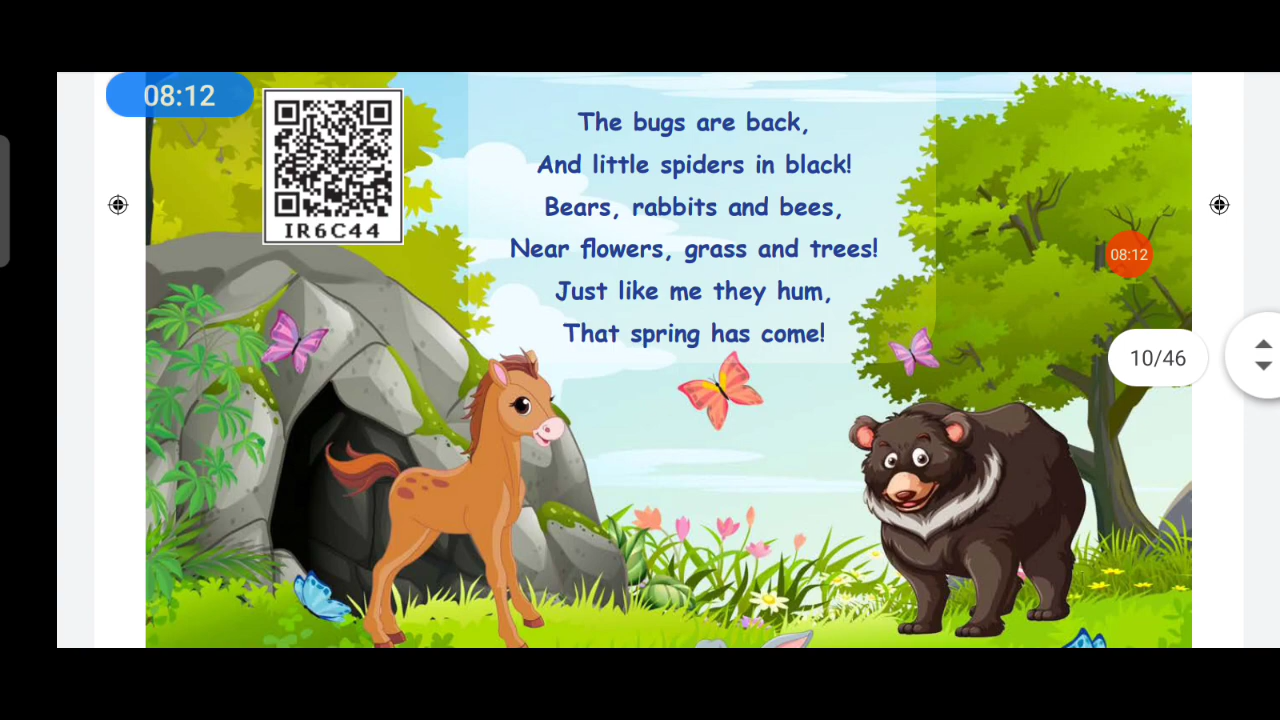 08:12
IR6C44
The bugs are back,
And little spiders in black!
Bears, rabbits and bees,
Near flowers, grass and trees!
Just like me they hum,
That spring has come!
08:12
10/46